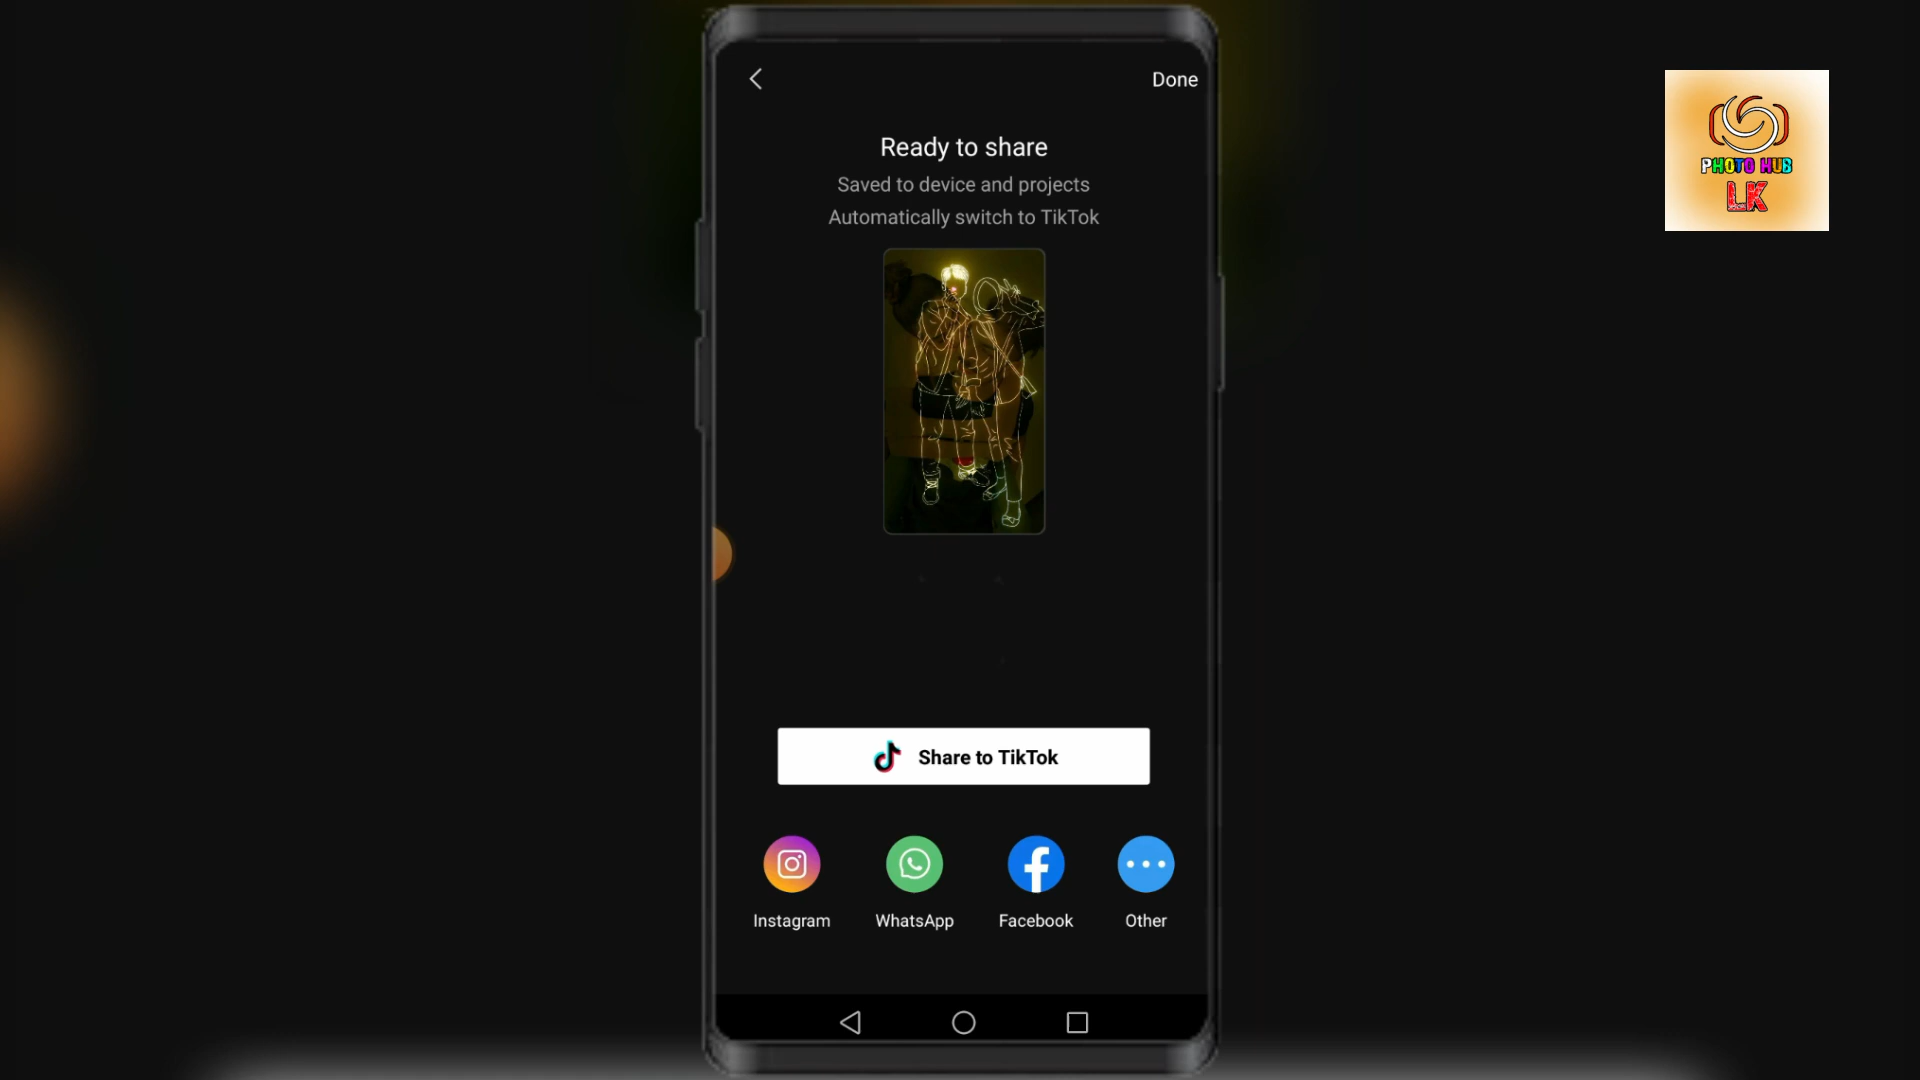 Done
Ready to share
Saved to device and projects
Automatically switch to TikTok
Share to TikTok
Instagram
WhatsApp
Facebook
Other
PHOTO HUB
LK